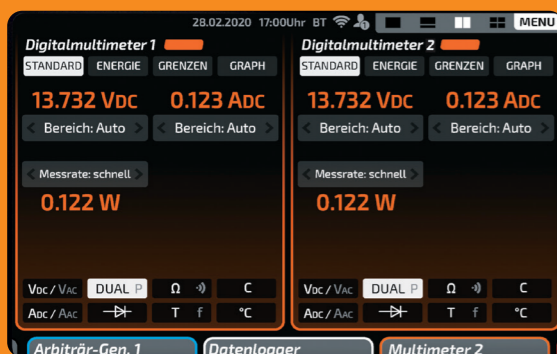 28.02.2020 17:00Uhr BT MENU
Digitalmultimeter 1
STANDARD ENERGIE GRENZEN GRAPH
13.732 VDC 0.123 ADC
< Bereich: Auto > < Bereich: Auto >
< Messrate: schnell >
0.122 W
VDC / VAC DUAL P Ω C
ADC / AAC T f °C
Digitalmultimeter 2
STANDARD ENERGIE GRENZEN GRAPH
13.732 VDC 0.123 ADC
< Bereich: Auto > < Bereich: Auto >
< Messrate: schnell >
0.122 W
VDC / VAC DUAL P Ω C
ADC / AAC T f °C
Arbiträr-Gen. 1 Datenlogger Multimeter 2